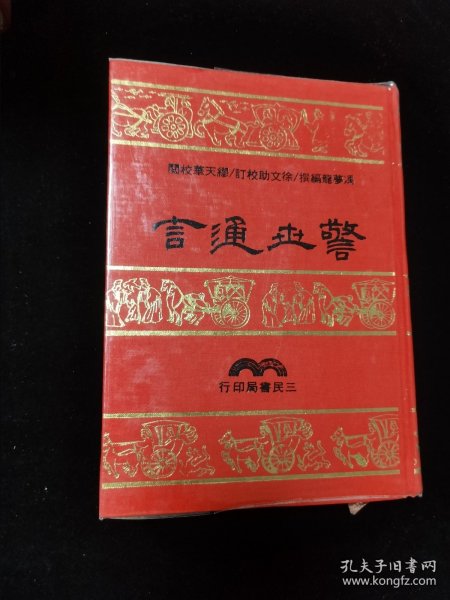 馮夢龍編撰/徐文助校訂/繆天華校閱
警世通言
三民書局印行
孔夫子旧书网
www.kongfz.com